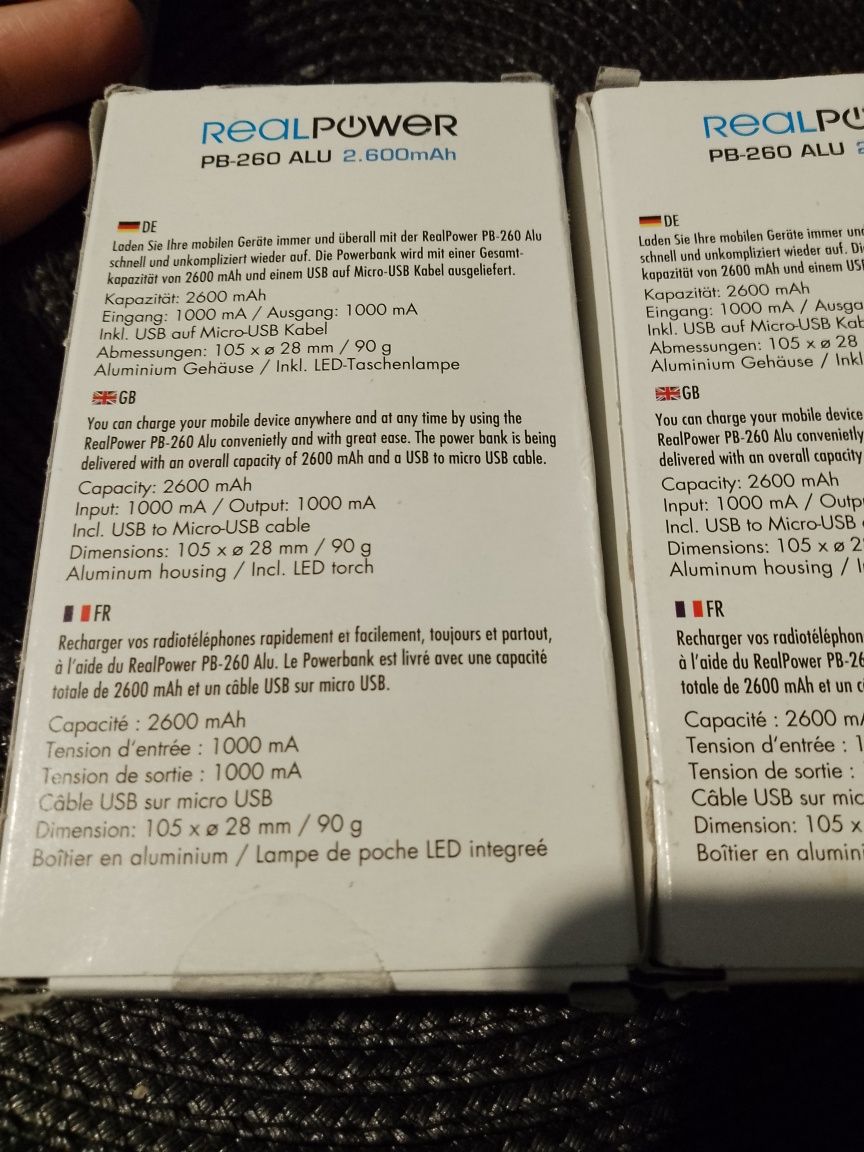 ReaLPOWeR
PB-260 ALU 2.600mAh
DE
Laden Sie Ihre mobilen Geräte immer und überall mit der RealPower PB-260 Alu
schnell und unkompliziert wieder auf. Die Powerbank wird mit einer Gesamt-
kapazität von 2600 mAh und einem USB auf Micro-USB Kabel ausgeliefert.
Kapazität: 2600 mAh
Eingang: 1000 mA / Ausgang: 1000 mA
Inkl. USB auf Micro-USB Kabel
Abmessungen: 105 x ø 28 mm / 90 g
Aluminium Gehäuse / Inkl. LED-Taschenlampe
GB
You can charge your mobile device anywhere and at any time by using the
RealPower PB-260 Alu convenietly and with great ease. The power bank is being
delivered with an overall capacity of 2600 mAh and a USB to micro USB cable.
Capacity: 2600 mAh
Input: 1000 mA / Output: 1000 mA
Incl. USB to Micro-USB cable
Dimensions: 105 x ø 28 mm / 90 g
Aluminum housing / Incl. LED torch
FR
Recharger vos radiotéléphones rapidement et facilement, toujours et partout,
à l'aide du RealPower PB-260 Alu. Le Powerbank est livré avec une capacité
totale de 2600 mAh et un câble USB sur micro USB.
Capacité : 2600 mAh
Tension d'entrée : 1000 mA
Tension de sortie : 1000 mA
Câble USB sur micro USB
Dimension: 105 x ø 28 mm / 90 g
Boîtier en aluminium / Lampe de poche LED integreé
ReaLPO
PB-260 ALU
DE
Laden Sie Ihre mobilen Geräte immer
schnell und unkompliziert wieder auf.
kapazität von 2600 mAh und einem
Kapazität: 2600 mAh
Eingang: 1000 mA /
Inkl. USB auf Micro-USB
Abmessungen: 105 x ø 28
Aluminium Gehäuse /
GB
You can charge your mobile device
RealPower PB-260 Alu convenietly
delivered with an overall capacity
Capacity: 2600 mAh
Input: 1000 mA /
Incl. USB to Micro-USB
Dimensions: 105 x ø
Aluminum housing /
FR
Recharger vos
à l'aide du RealPower
totale de 2600 mAh et un
Capacité : 2600
Tension d'entrée :
Tension de sortie :
Câble USB sur
Dimension: 105 x
Boîtier en